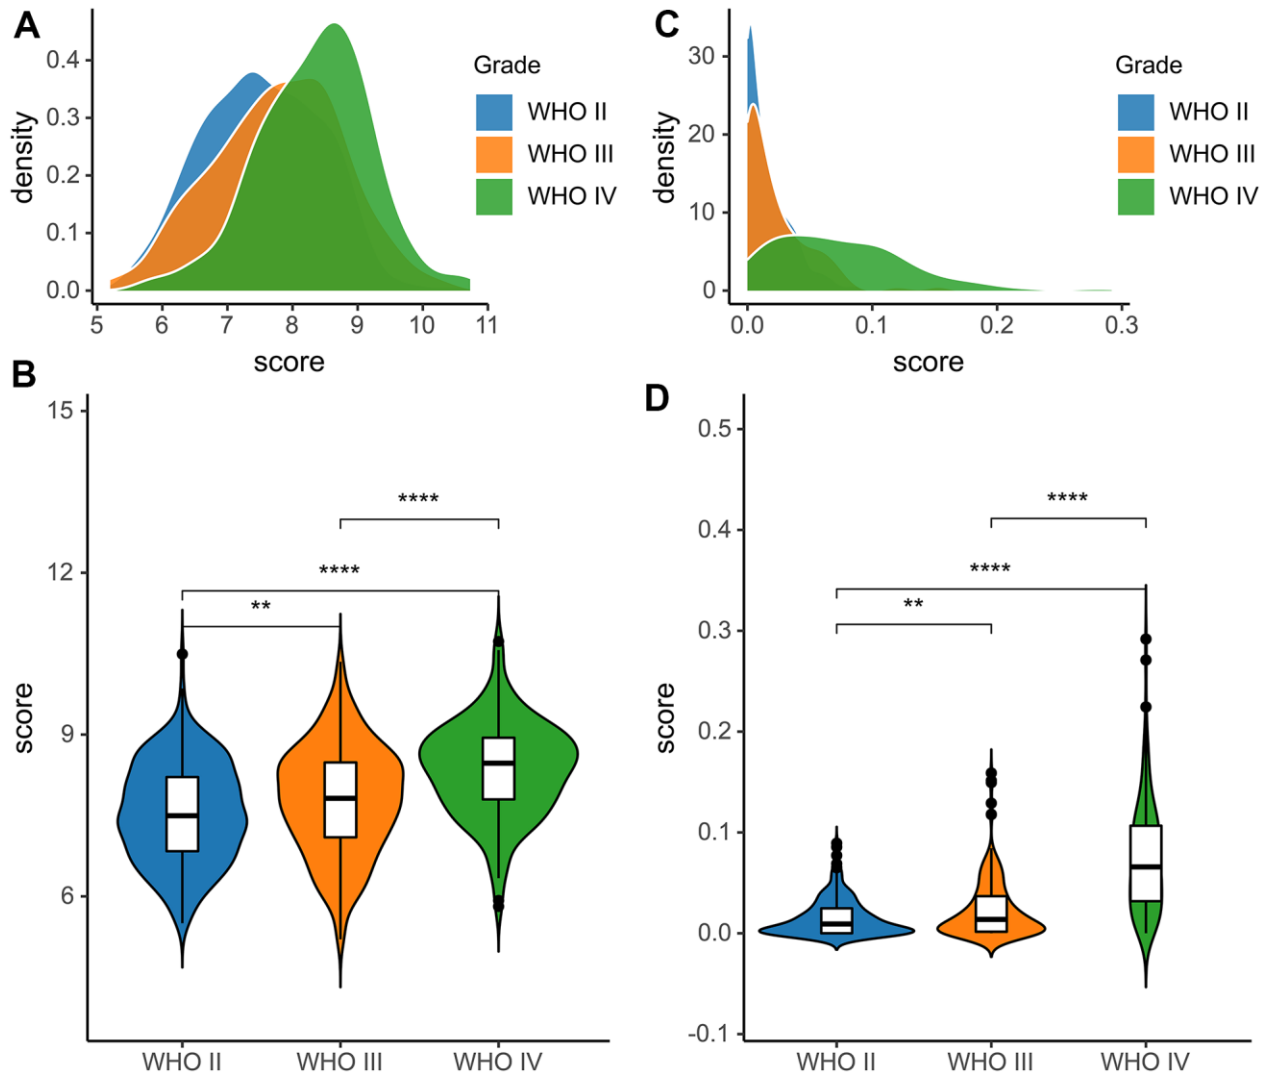 A
density
0.4
0.3
0.2
0.1
0.0
5 6 7 8 9 10 11
score
Grade
WHO II
WHO III
WHO IV
C
density
30
20
10
0
0.0 0.1 0.2 0.3
score
Grade
WHO II
WHO III
WHO IV
B
score
15
12
9
6
****
****
**
WHO II WHO III WHO IV
D
score
0.5
0.4
0.3
0.2
0.1
0.0
-0.1
****
****
**
WHO II WHO III WHO IV